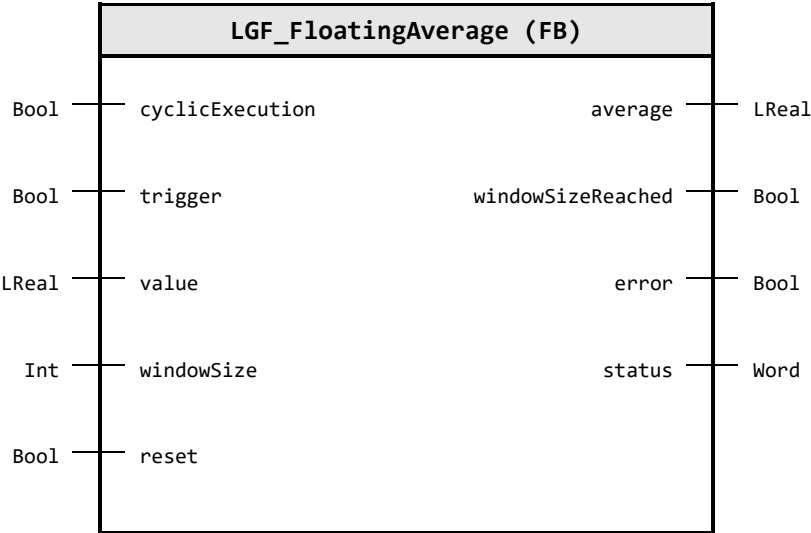 LGF_FloatingAverage (FB)
Bool cyclicExecution average LReal
Bool trigger windowSizeReached Bool
LReal value error Bool
Int windowSize status Word
Bool reset